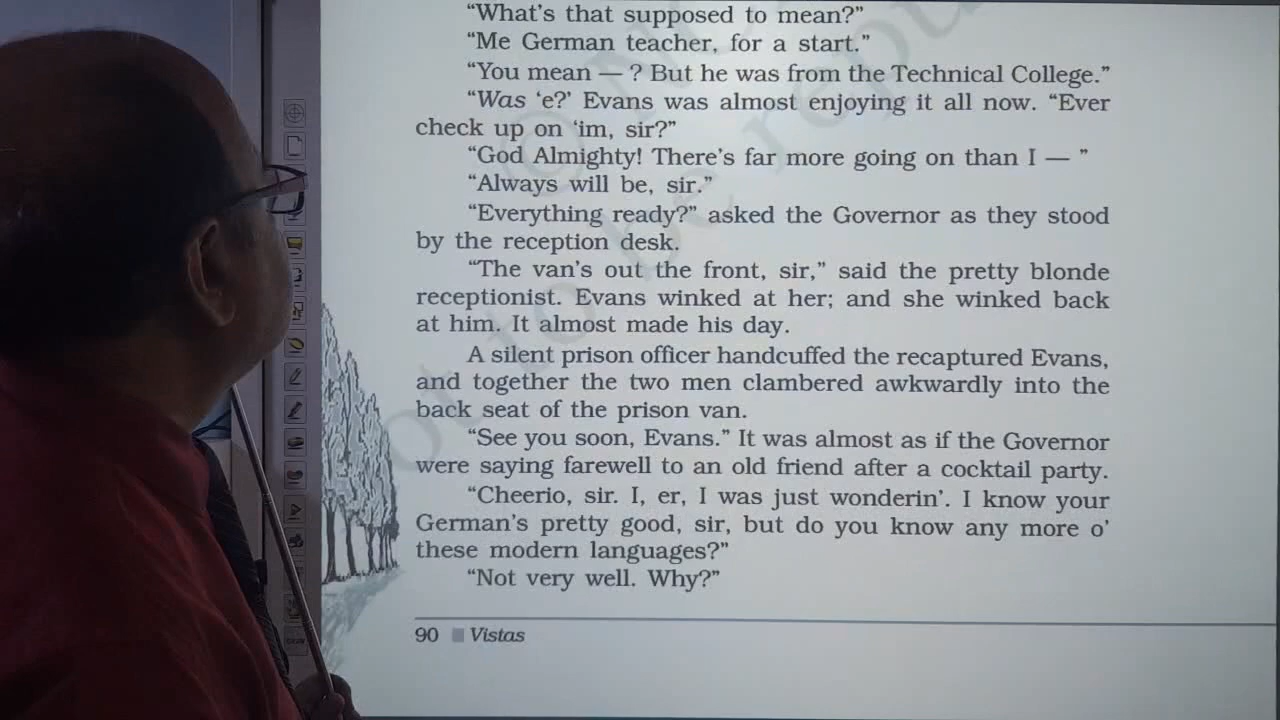 “What’s that supposed to mean?”
“Me German teacher, for a start.”
“You mean — ? But he was from the Technical College.”
“Was ‘e?’ Evans was almost enjoying it all now. “Ever
check up on ‘im, sir?”
“God Almighty! There’s far more going on than I — ”
“Always will be, sir.”
“Everything ready?” asked the Governor as they stood
by the reception desk.
“The van’s out the front, sir,” said the pretty blonde
receptionist. Evans winked at her; and she winked back
at him. It almost made his day.
A silent prison officer handcuffed the recaptured Evans,
and together the two men clambered awkwardly into the
back seat of the prison van.
“See you soon, Evans.” It was almost as if the Governor
were saying farewell to an old friend after a cocktail party.
“Cheerio, sir. I, er, I was just wonderin’. I know your
German’s pretty good, sir, but do you know any more o’
these modern languages?”
“Not very well. Why?”
90 ■ Vistas
not to be repu